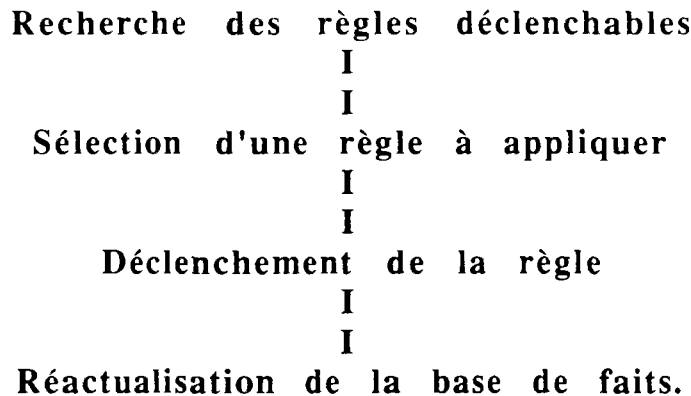 Recherche des règles déclenchables
I
I
Sélection d'une règle à appliquer
I
I
Déclenchement de la règle
I
I
Réactualisation de la base de faits.